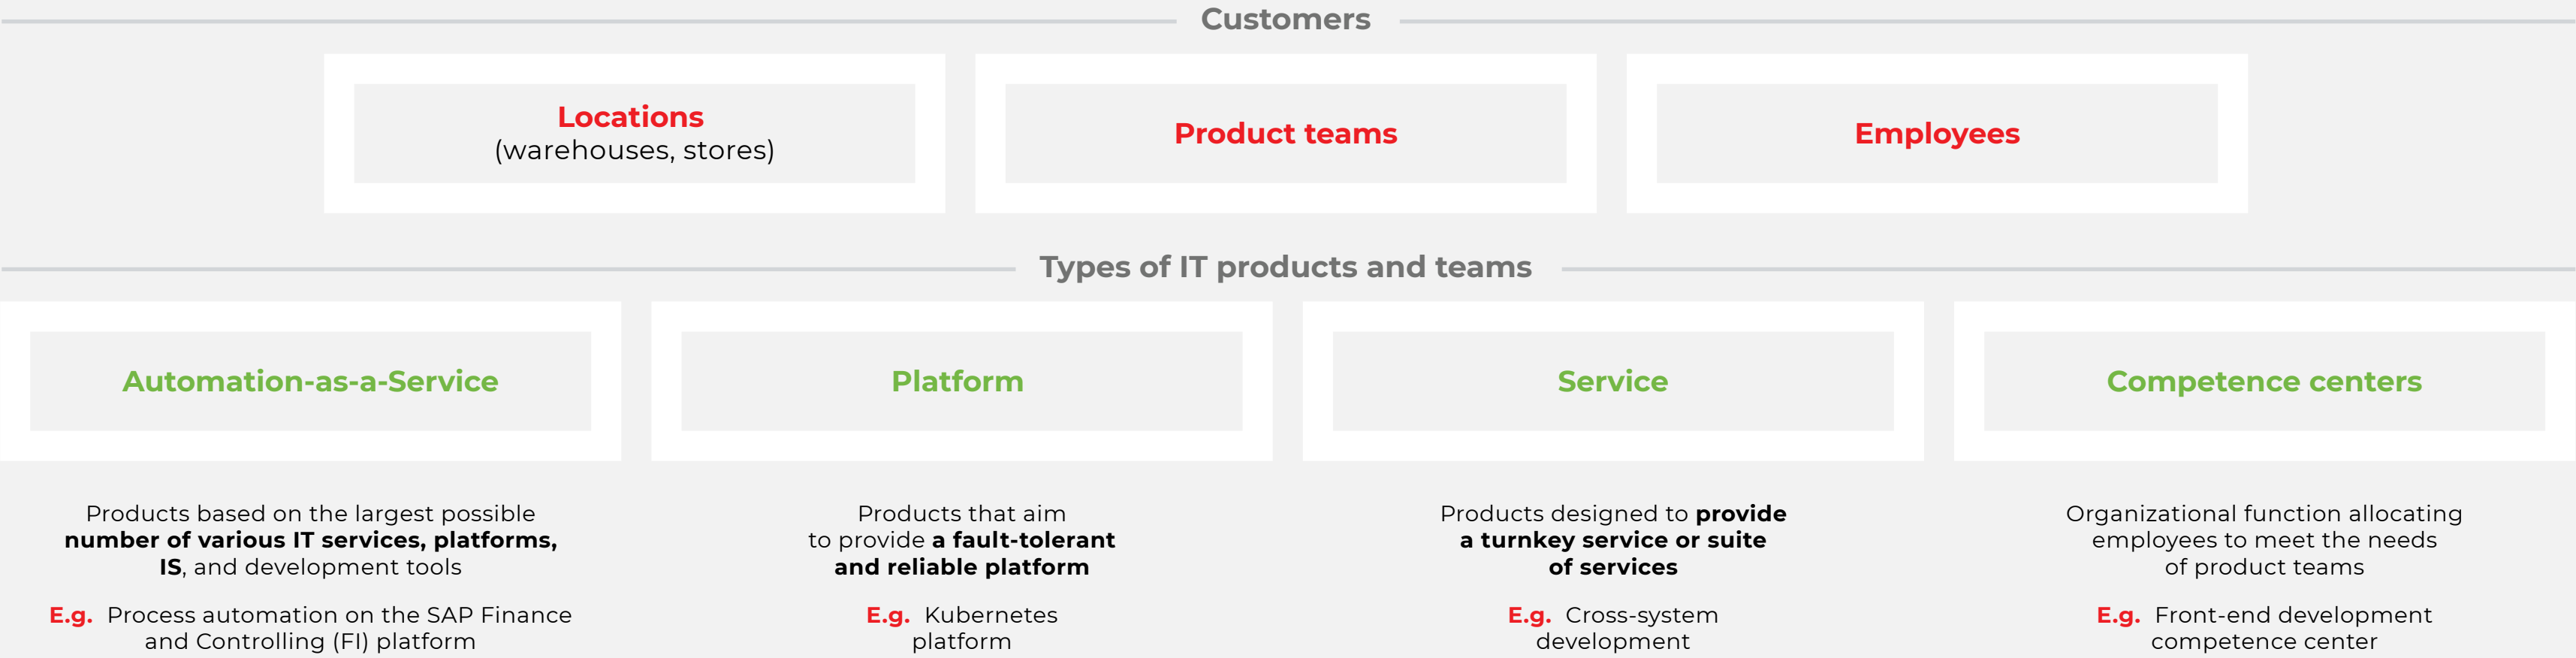 Customers
Locations
(warehouses, stores)
Product teams
Employees
Types of IT products and teams
Automation-as-a-Service
Platform
Service
Competence centers
Products based on the largest possible
number of various IT services, platforms,
IS, and development tools
E.g. Process automation on the SAP Finance
and Controlling (FI) platform
Products that aim
to provide a fault-tolerant
and reliable platform
E.g. Kubernetes
platform
Products designed to provide
a turnkey service or suite
of services
E.g. Cross-system
development
Organizational function allocating
employees to meet the needs
of product teams
E.g. Front-end development
competence center